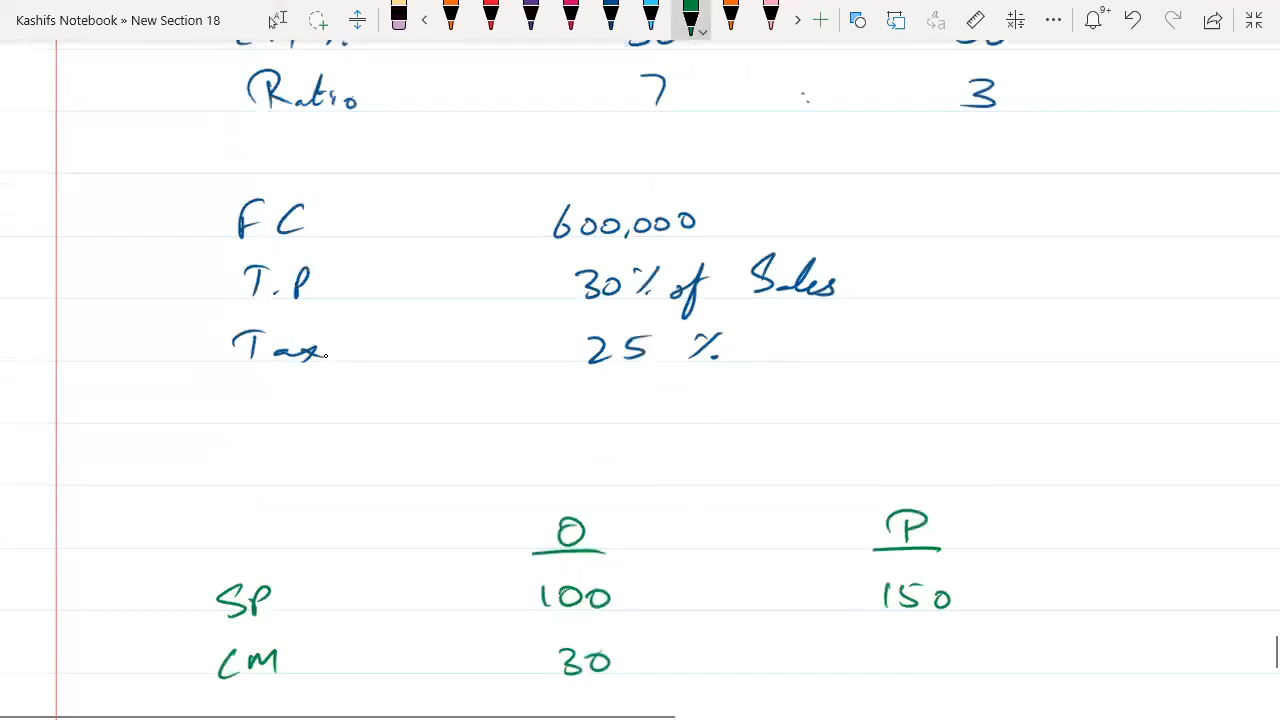 Kashifs Notebook » New Section 18
9+
Ratio 7 : 3
FC 600,000
T.P 30% of Sales
Tax 25 %
O P
SP 100 150
CM 30